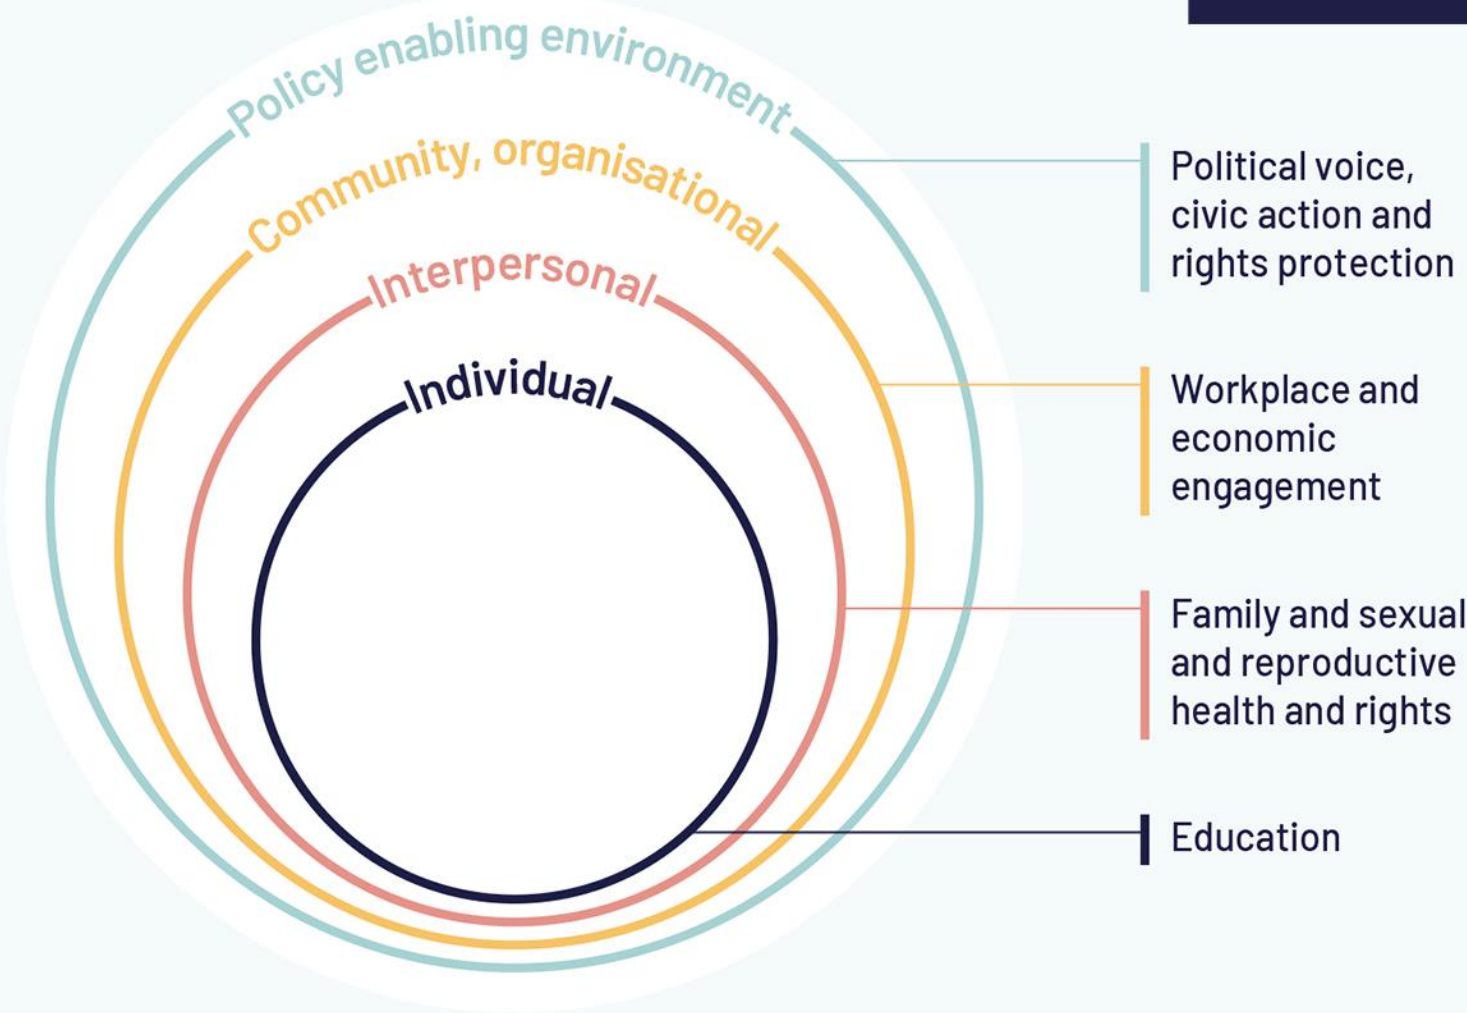 Policy enabling environment
Community, organisational
Interpersonal
Individual
Political voice,
civic action and
rights protection
Workplace and
economic
engagement
Family and sexual
and reproductive
health and rights
Education